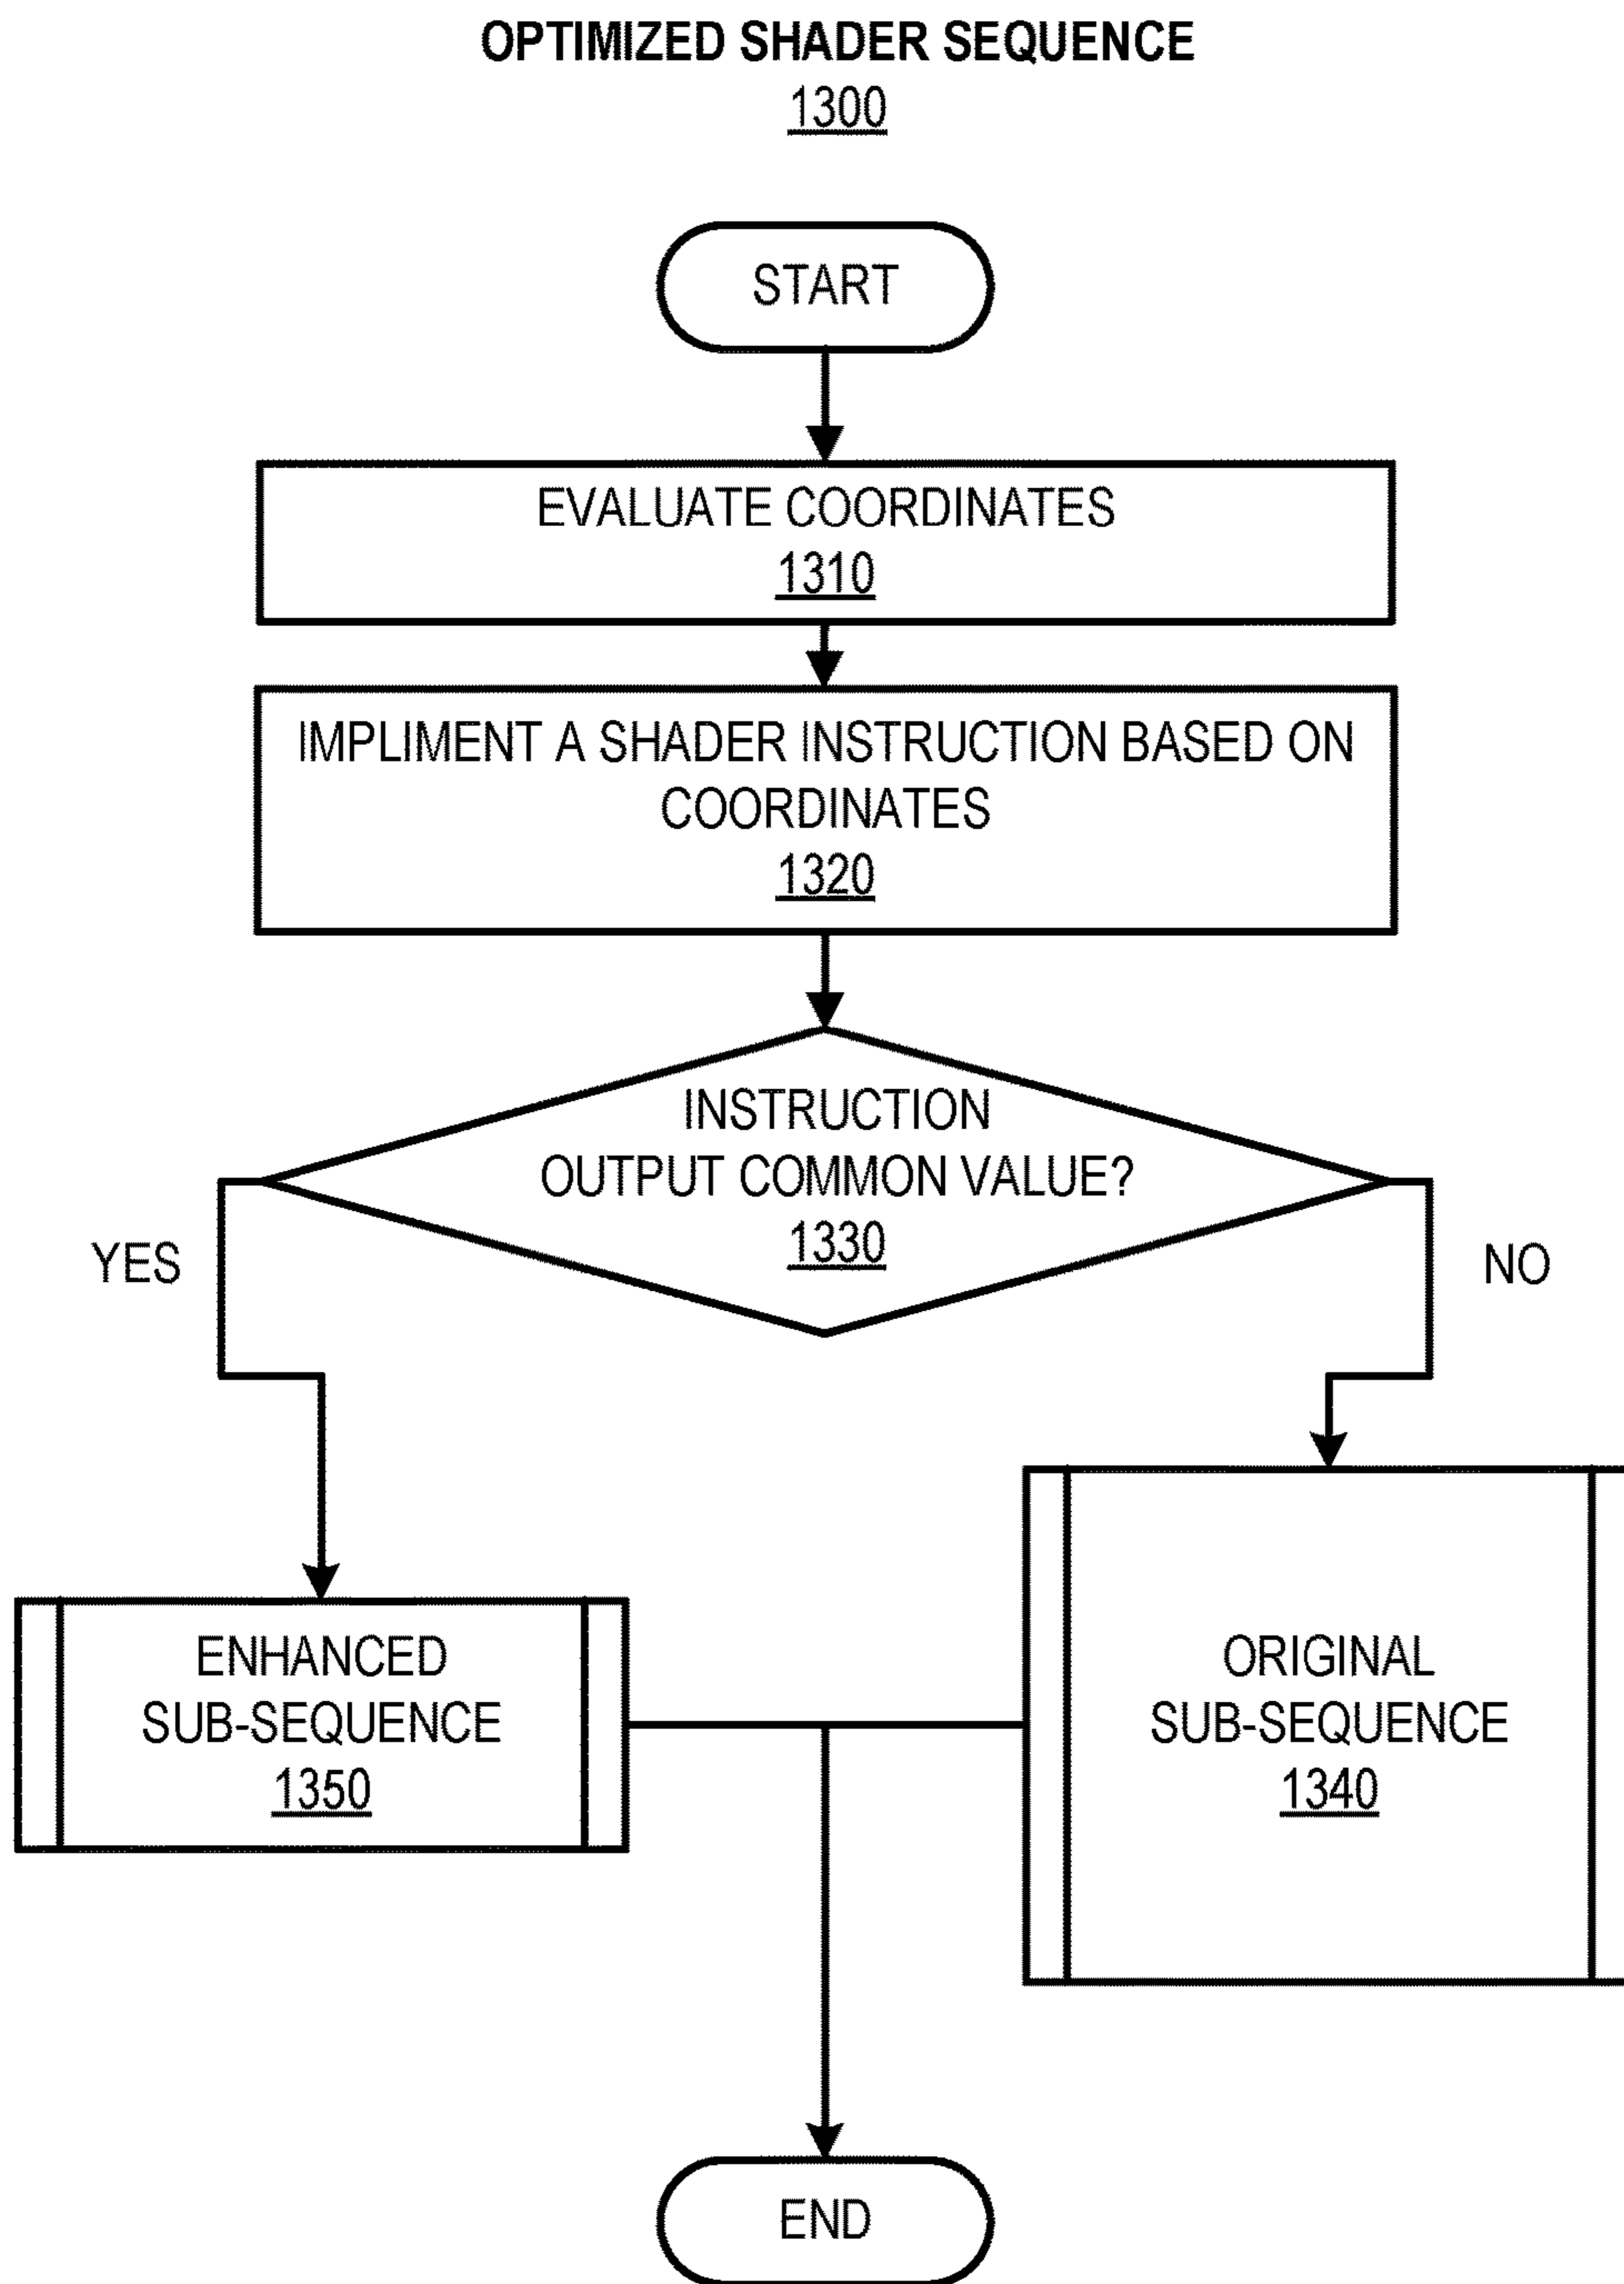 OPTIMIZED SHADER SEQUENCE
1300
START
EVALUATE COORDINATES
1310
IMPLIMENT A SHADER INSTRUCTION BASED ON
COORDINATES
1320
INSTRUCTION
OUTPUT COMMON VALUE?
1330
YES
NO
ENHANCED
SUB-SEQUENCE
1350
ORIGINAL
SUB-SEQUENCE
1340
END